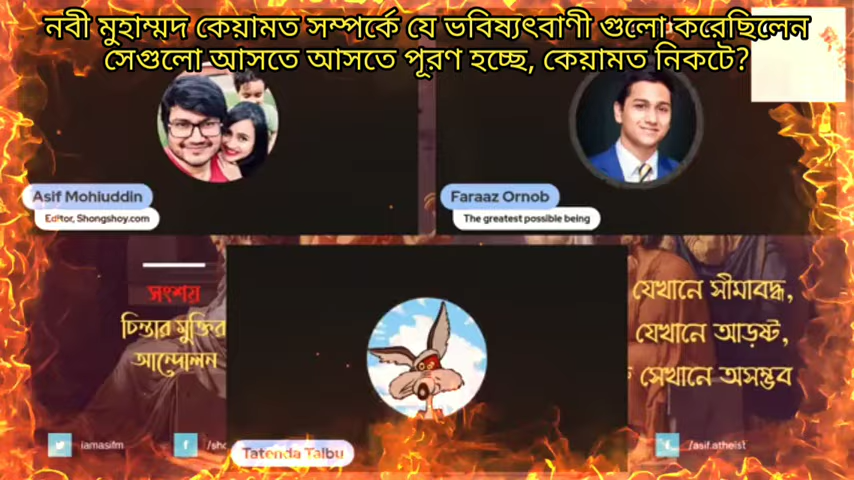 নবী মুহাম্মদ কেয়ামত সম্পর্কে যে ভবিষ্যৎবাণী গুলো করেছিলেন
সেগুলো আসতে আসতে পূরণ হচ্ছে, কেয়ামত নিকটে?
Asif Mohiuddin
Editor, Shongshoy.com
Faraaz Ornob
The greatest possible being
সংশয়
চিন্তার মুক্তির
আন্দোলন
যেখানে সীমাবদ্ধ,
যেখানে আড়ষ্ট,
সেখানে অসম্ভব
iamasifm
/asif.atheist
Tatenda Talbu